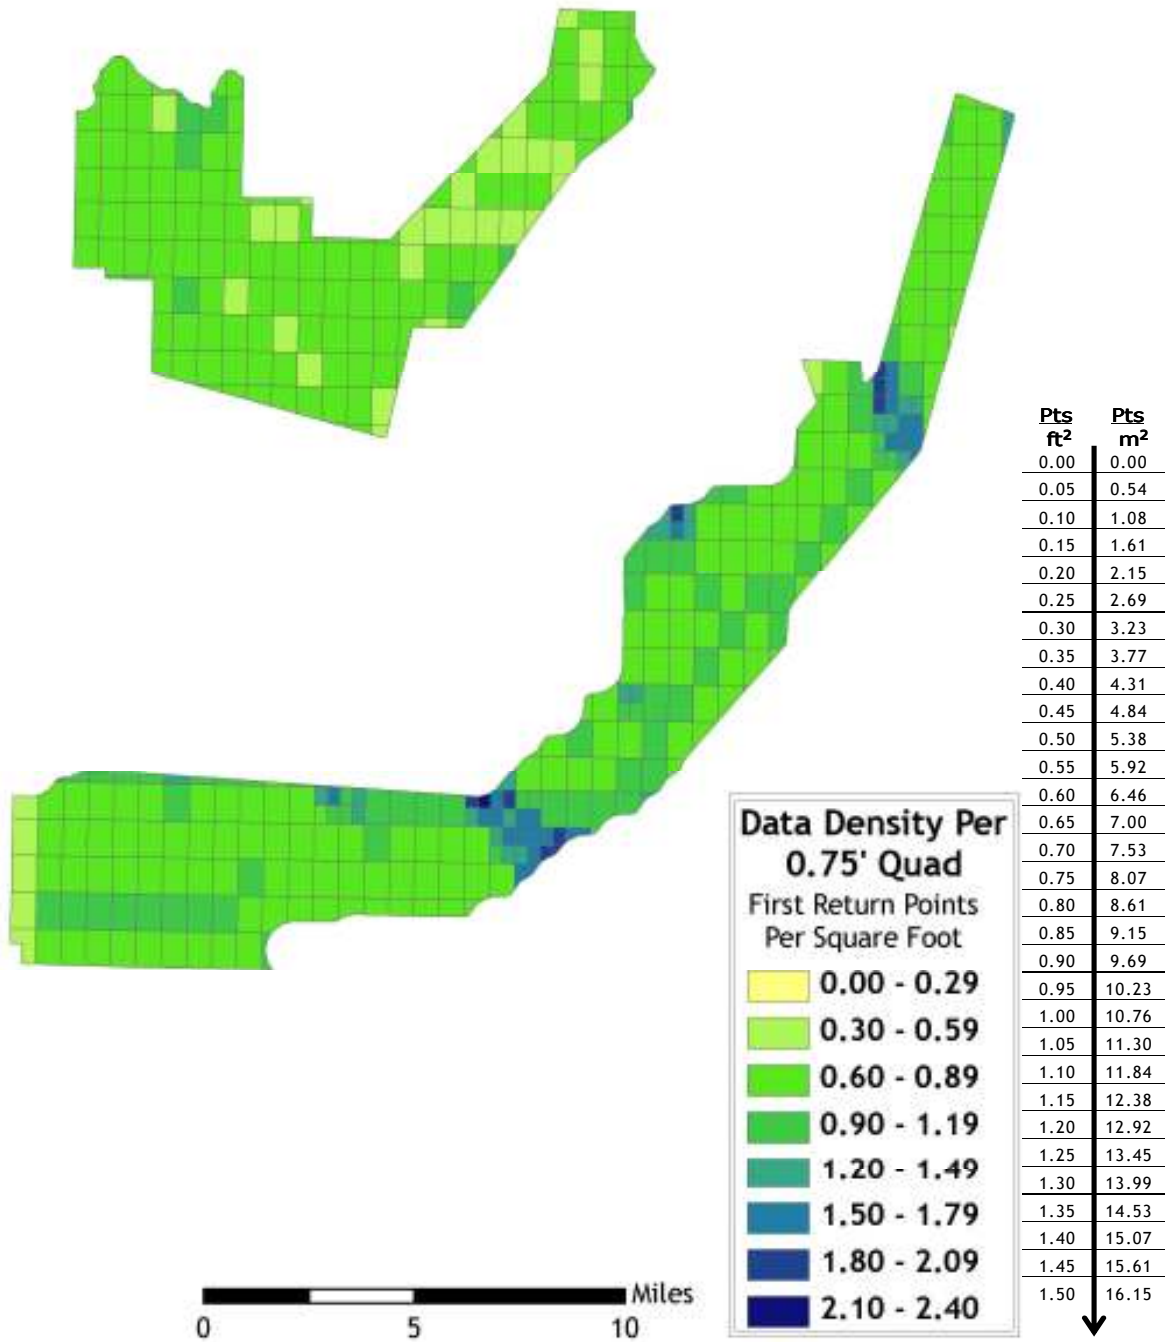 Pts Pts
ft² m²
0.00 0.00
0.05 0.54
0.10 1.08
0.15 1.61
0.20 2.15
0.25 2.69
0.30 3.23
0.35 3.77
0.40 4.31
0.45 4.84
0.50 5.38
0.55 5.92
0.60 6.46
0.65 7.00
0.70 7.53
0.75 8.07
0.80 8.61
0.85 9.15
0.90 9.69
0.95 10.23
1.00 10.76
1.05 11.30
1.10 11.84
1.15 12.38
1.20 12.92
1.25 13.45
1.30 13.99
1.35 14.53
1.40 15.07
1.45 15.61
1.50 16.15
Data Density Per
0.75' Quad
First Return Points
Per Square Foot
0.00 - 0.29
0.30 - 0.59
0.60 - 0.89
0.90 - 1.19
1.20 - 1.49
1.50 - 1.79
1.80 - 2.09
2.10 - 2.40
Miles
0 5 10